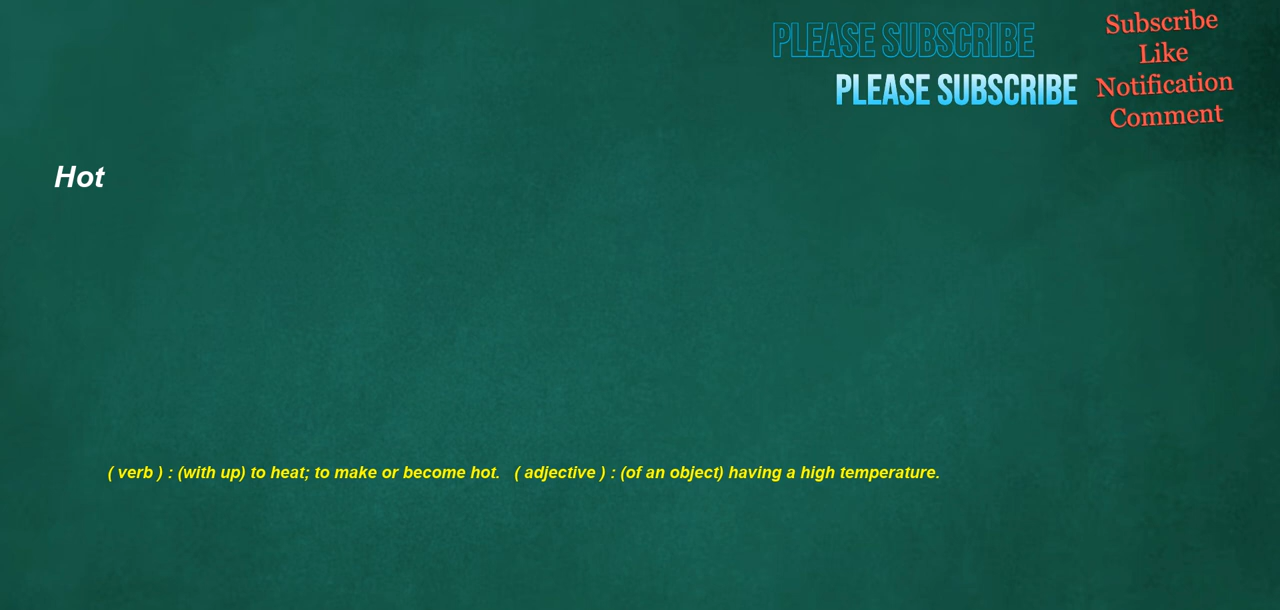 PLEASE SUBSCRIBE
PLEASE SUBSCRIBE
Subscribe
Like
Notification
Comment
Hot
( verb ) : (with up) to heat; to make or become hot. ( adjective ) : (of an object) having a high temperature.